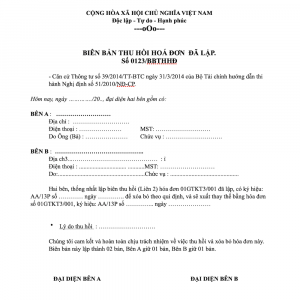 CỘNG HÒA XÃ HỘI CHỦ NGHĨA VIỆT NAM
Độc lập - Tự do - Hạnh phúc
---oOo---
BIÊN BẢN THU HỒI HOÁ ĐƠN ĐÃ LẬP.
Số 0123/BBTHHĐ
- Căn cứ Thông tư số 39/2014/TT-BTC ngày 31/3/2014 của Bộ Tài chính hướng dẫn thi
hành Nghị định số 51/2010/NĐ-CP.
Hôm nay, ngày …………/20.., đại diện hai bên gồm có:
BÊN A : ……………………
Địa chỉ : ……………………
Điện thoại : …………………… MST: ……………………
Do Ông (Bà) : …………………… Chức vụ : ……………………
BÊN B : ……………………
Địa ch3…………………… : i
Điện thoại : …………………… MST: ……………………
Do:…………………… Chức vụ : ……………………
Hai bên, thống nhất lập biên thu hồi (Liên 2) hóa đơn 01GTKT3/001 đã lập, có ký hiệu:
AA/13P số ………… ngày ………… để xóa bỏ theo qui định, và sẽ xuất thay thế bằng hóa đơn
số 01GTKT3/001, ký hiệu: AA/13P số ………… ngày …………
* Lý do thu hồi : ……………………
Chúng tôi cam kết và hoàn toàn chịu trách nhiệm về việc thu hồi và xóa bỏ hóa đơn này.
Biên bản này lập thành 02 bản, Bên A giữ 01 bản, Bên B giữ 01 bản.
ĐẠI DIỆN BÊN A ĐẠI DIỆN BÊN B